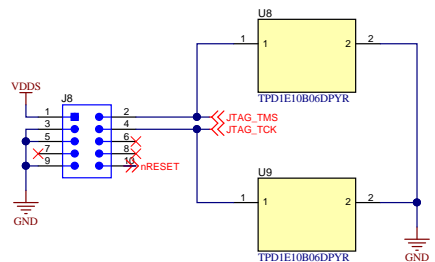 U8
1 1 2 2
TPD1E10B06DPYR
VDDS
J8
1 2
3 4
5 6
7 8
9 10
JTAG_TMS
JTAG_TCK
nRESET
GND
U9
1 1 2 2
TPD1E10B06DPYR
GND